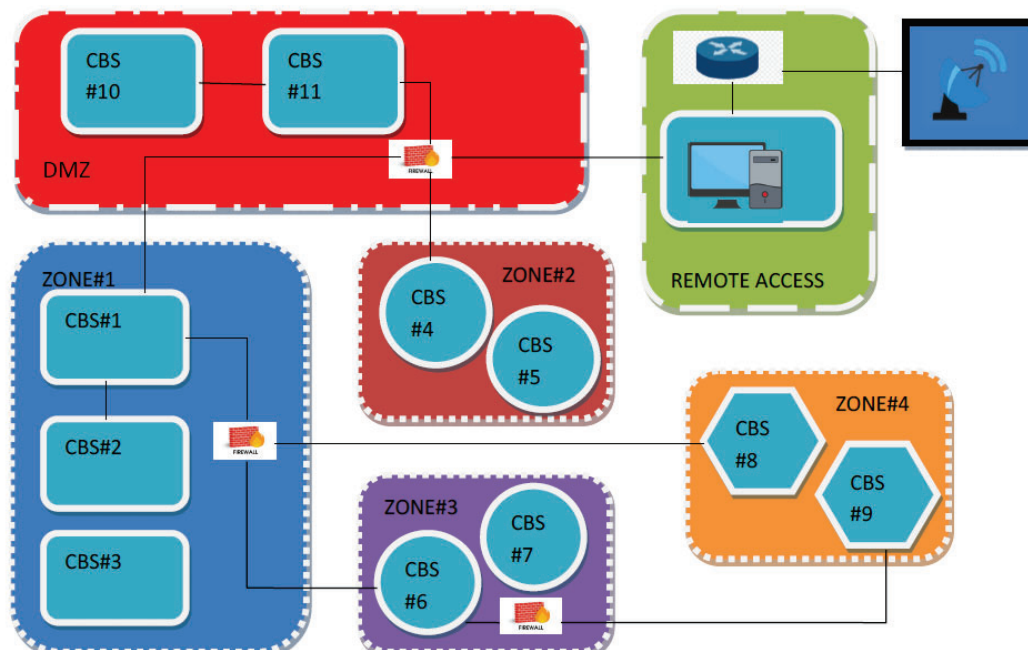 CBS
#10
CBS
#11
FIREWALL
DMZ
REMOTE ACCESS
ZONE#1
CBS#1
CBS#2
CBS#3
FIREWALL
ZONE#2
CBS
#4
CBS
#5
ZONE#4
CBS
#8
CBS
#9
ZONE#3
CBS
#7
CBS
#6
FIREWALL